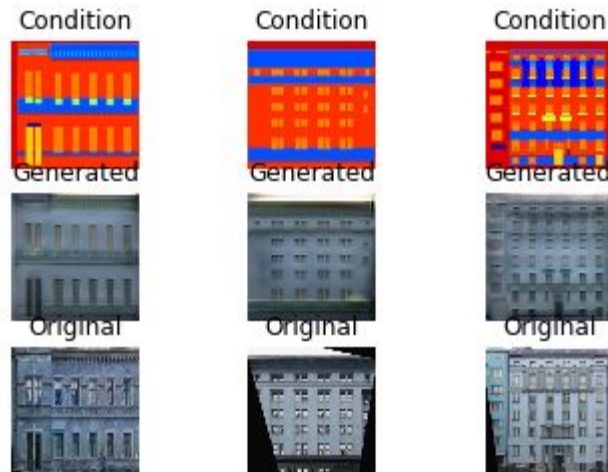 Condition Condition Condition
Generated Generated Generated
Original Original Original